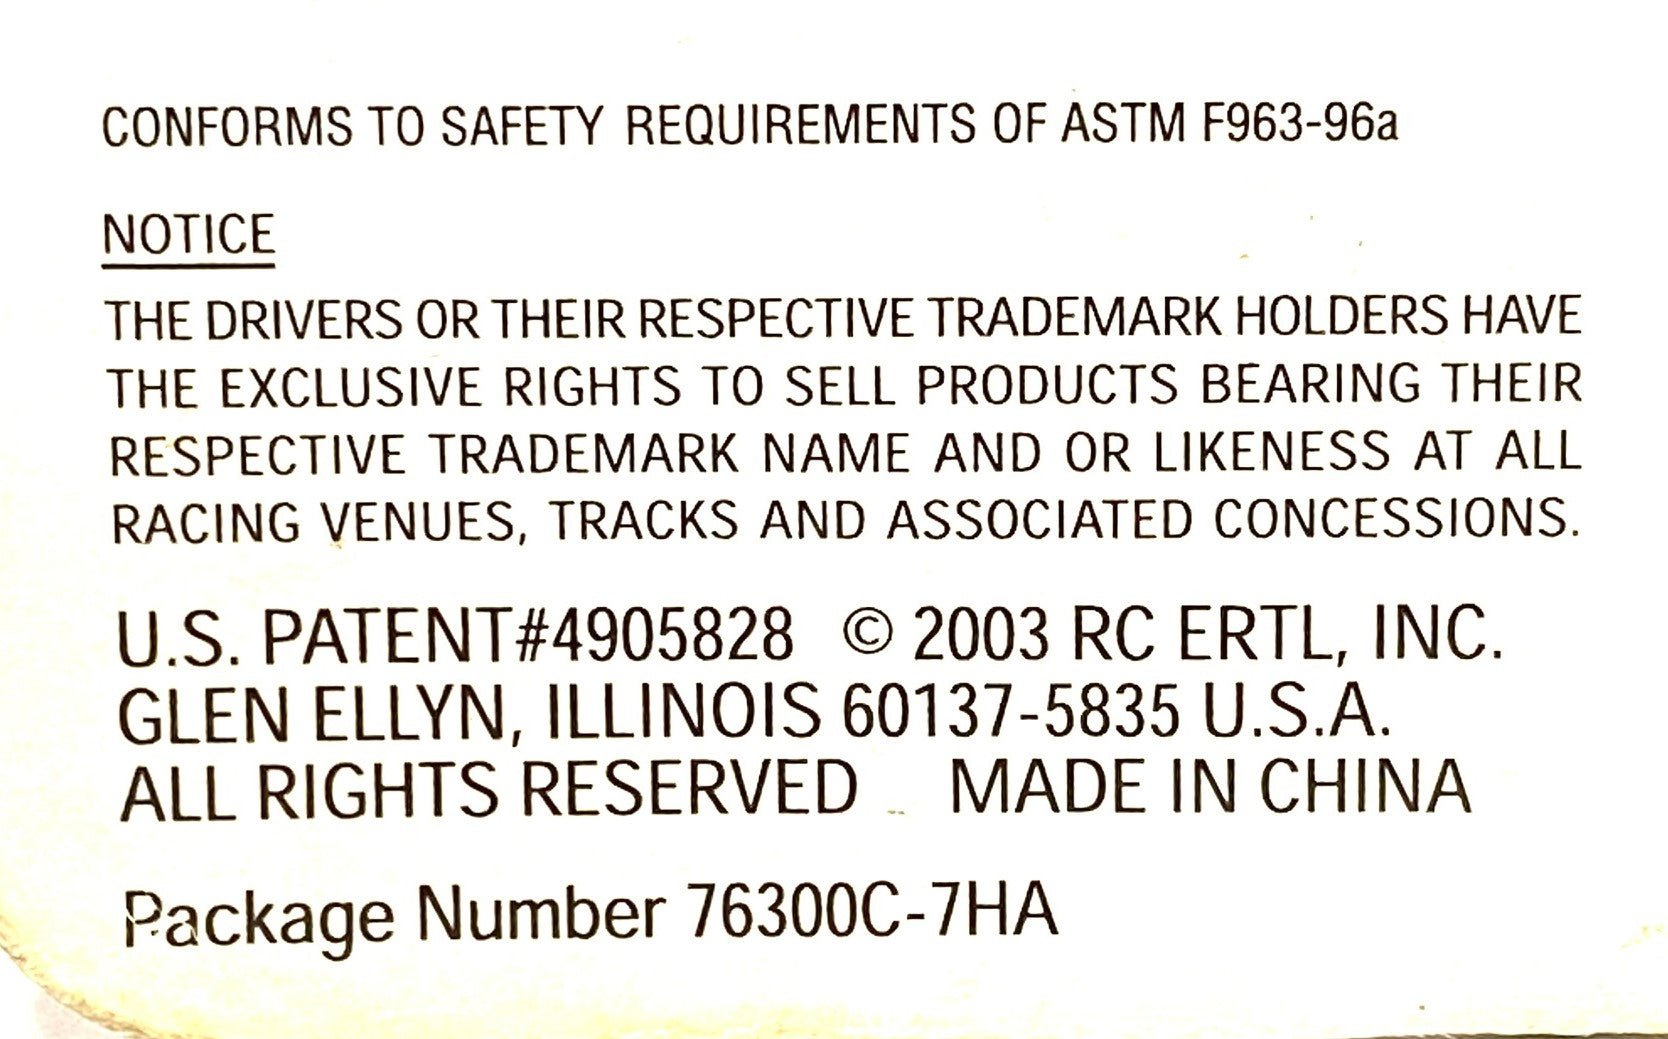 CONFORMS TO SAFETY REQUIREMENTS OF ASTM F963-96a
NOTICE
THE DRIVERS OR THEIR RESPECTIVE TRADEMARK HOLDERS HAVE
THE EXCLUSIVE RIGHTS TO SELL PRODUCTS BEARING THEIR
RESPECTIVE TRADEMARK NAME AND OR LIKENESS AT ALL
RACING VENUES, TRACKS AND ASSOCIATED CONCESSIONS.
U.S. PATENT#4905828 © 2003 RC ERTL, INC.
GLEN ELLYN, ILLINOIS 60137-5835 U.S.A.
ALL RIGHTS RESERVED MADE IN CHINA
Package Number 76300C-7HA